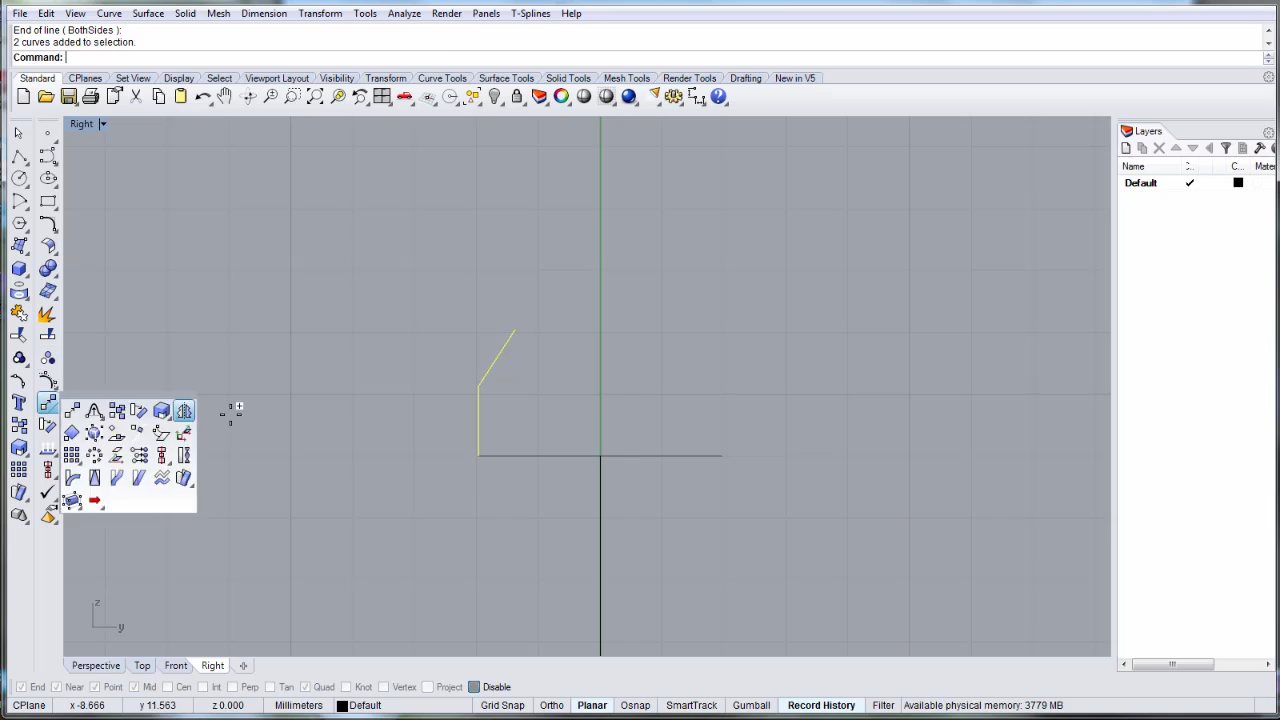 File Edit View Curve Surface Solid Mesh Dimension Transform Tools Analyze Render Panels T-Splines Help
End of line ( BothSides ):
2 curves added to selection.
Command:
Standard CPlanes Set View Display Select Viewport Layout Visibility Transform Curve Tools Surface Tools Solid Tools Mesh Tools Render Tools Drafting New in V5
Right
Layers
Name :. C... Mater
Default
z
y
Perspective Top Front Right
End Near Point Mid Cen Int Perp Tan Quad Knot Vertex Project Disable
CPlane x -8.666 y 11.563 z 0.000 Millimeters Default Grid Snap Ortho Planar Osnap SmartTrack Gumball Record History Filter Available physical memory: 3779 MB